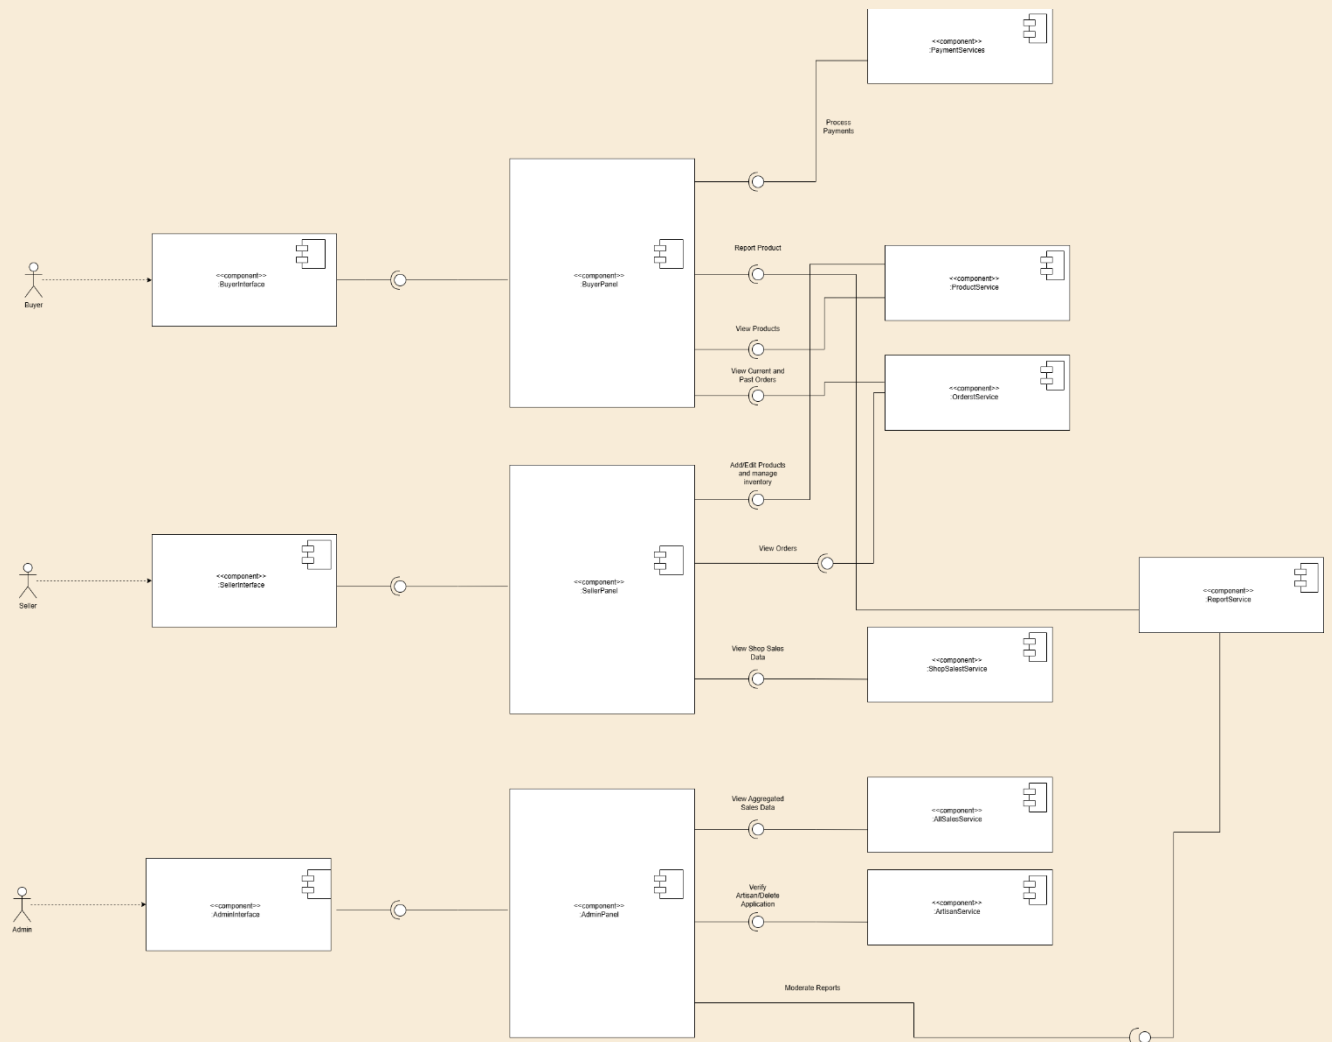 <<component>>
:PaymentServices
Process
Payments
<<component>>
:BuyerInterface
Buyer
<<component>>
:BuyerPanel
Report Product
View Products
View Current and
Past Orders
<<component>>
:ProductService
<<component>>
:OrderstService
Add/Edit Products
and manage
inventory
View Orders
<<component>>
:SellerInterface
Seller
<<component>>
:SellerPanel
<<component>>
:ReportService
View Shop Sales
Data
<<component>>
:ShopSalestService
View Aggregated
Sales Data
<<component>>
:AllSalesService
Verify
Artisan/Delete
Application
<<component>>
:ArtisanService
<<component>>
:AdminInterface
Admin
<<component>>
:AdminPanel
Moderate Reports